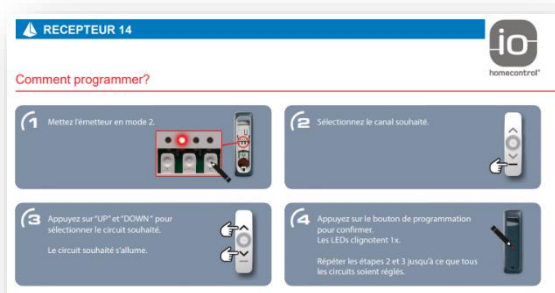 RECEPTEUR 14
io
homecontrol®
Comment programmer?
1
Mettez l'émetteur en mode 2.
2
Sélectionnez le canal souhaité.
3
Appuyez sur "UP" et "DOWN" pour
sélectionner le circuit souhaité.
Le circuit souhaité s'allume.
4
Appuyez sur le bouton de programmation
pour confirmer.
Les LEDs clignotent 1x.
Répéter les étapes 2 et 3 jusqu'à ce que tous
les circuits soient réglés.